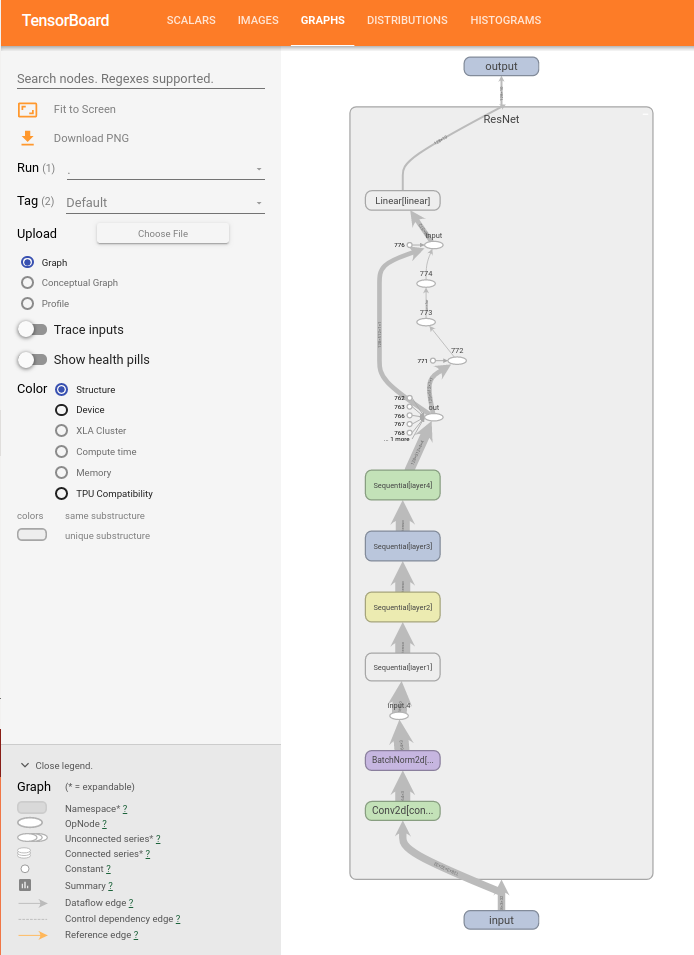 TensorBoard
SCALARS
IMAGES
GRAPHS
DISTRIBUTIONS
HISTOGRAMS
Search nodes. Regexes supported.
Fit to Screen
Download PNG
Run (1) .
Tag (2) Default
Upload
Choose File
Graph
Conceptual Graph
Profile
Trace inputs
Show health pills
Color
Structure
Device
XLA Cluster
Compute time
Memory
TPU Compatibility
colors same substructure
unique substructure
Close legend.
Graph (* = expandable)
Namespace* ?
OpNode ?
Unconnected series* ?
Connected series* ?
Constant ?
Summary ?
Dataflow edge ?
Control dependency edge ?
Reference edge ?
output
ResNet
Linear[linear]
input
776
774
773
772
771
762
out
763
766
767
768
... 1 more
Sequential[layer4]
Sequential[layer3]
Sequential[layer2]
Sequential[layer1]
input.4
BatchNorm2d[...
Conv2d[con...
input